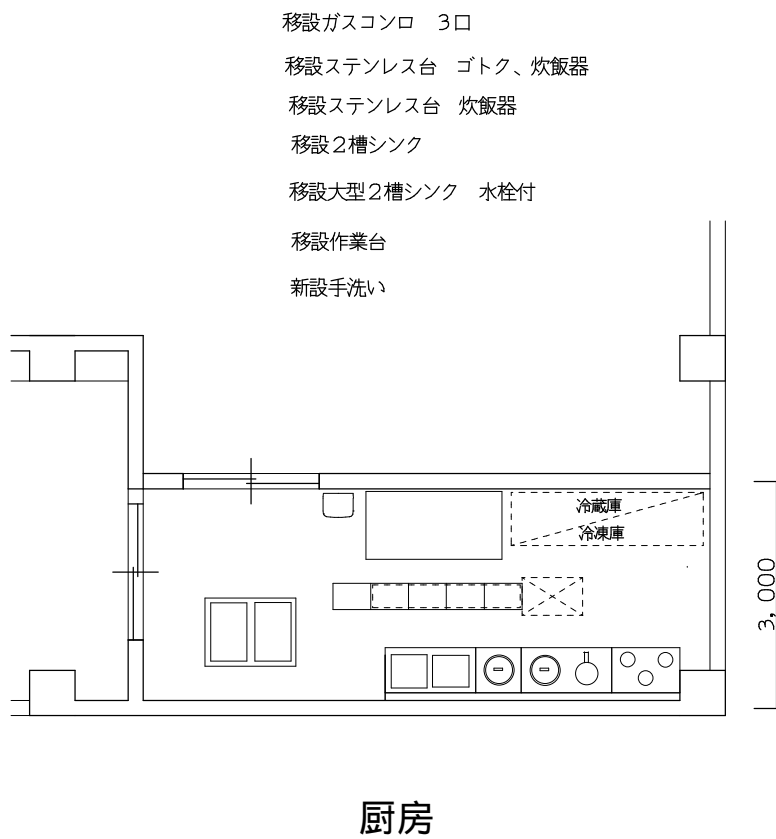 移設ガスコンロ　３口
移設ステンレス台　ゴトク、炊飯器
移設ステンレス台　炊飯器
移設２槽シンク
移設大型２槽シンク　水栓付
移設作業台
新設手洗い
冷蔵庫
冷凍庫
3,000
厨房